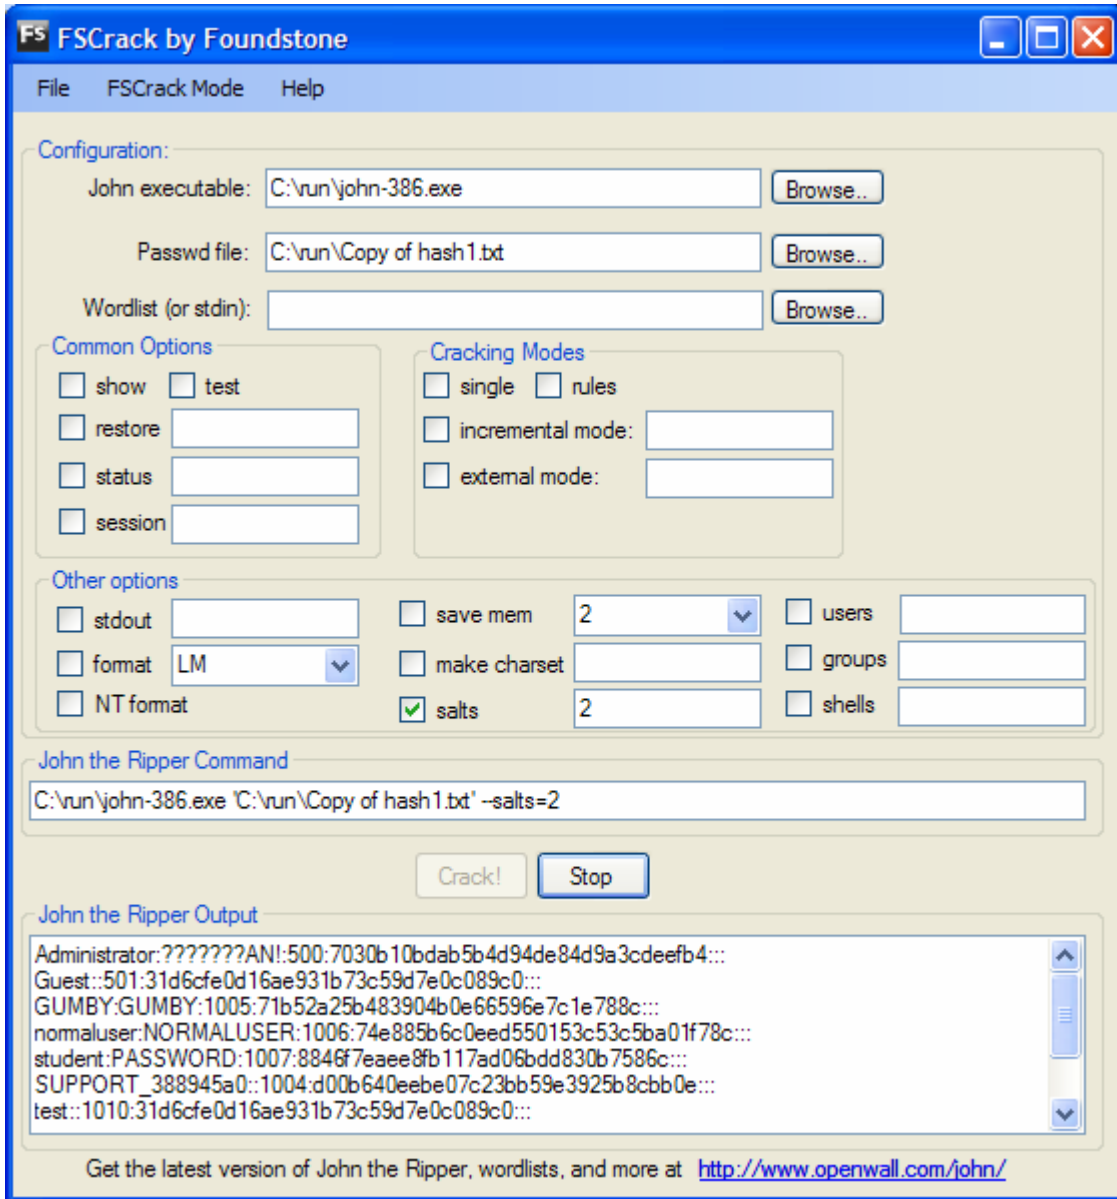 FS FSCrack by Foundstone
File FSCrack Mode Help
Configuration:
John executable: C:\run\john-386.exe Browse..
Passwd file: C:\run\Copy of hash1.txt Browse..
Wordlist (or stdin): Browse..
Common Options
show test
restore
status
session
Cracking Modes
single rules
incremental mode:
external mode:
Other options
stdout
format LM
NT format
save mem 2
make charset
salts 2
users
groups
shells
John the Ripper Command
C:\run\john-386.exe "C:\run\Copy of hash1.txt" --salts=2
Crack! Stop
John the Ripper Output
Administrator:???????AN!:500:7030b10bdab5b4d94de84d9a3cdeefb4:::
Guest::501:31d6cfe0d16ae931b73c59d7e0c089c0:::
GUMBY:GUMBY:1005:71b52a25b483904b0e66596e7c1e788c:::
normaluser:NORMALUSER:1006:74e885b6c0eed550153c53c5ba01f78c:::
student:PASSWORD:1007:8846f7eaee8fb117ad06bdd830b7586c:::
SUPPORT_388945a0::1004:d00b640eebe07c23bb59e3925b8cbb0e:::
test::1010:31d6cfe0d16ae931b73c59d7e0c089c0:::
Get the latest version of John the Ripper, wordlists, and more at http://www.openwall.com/john/